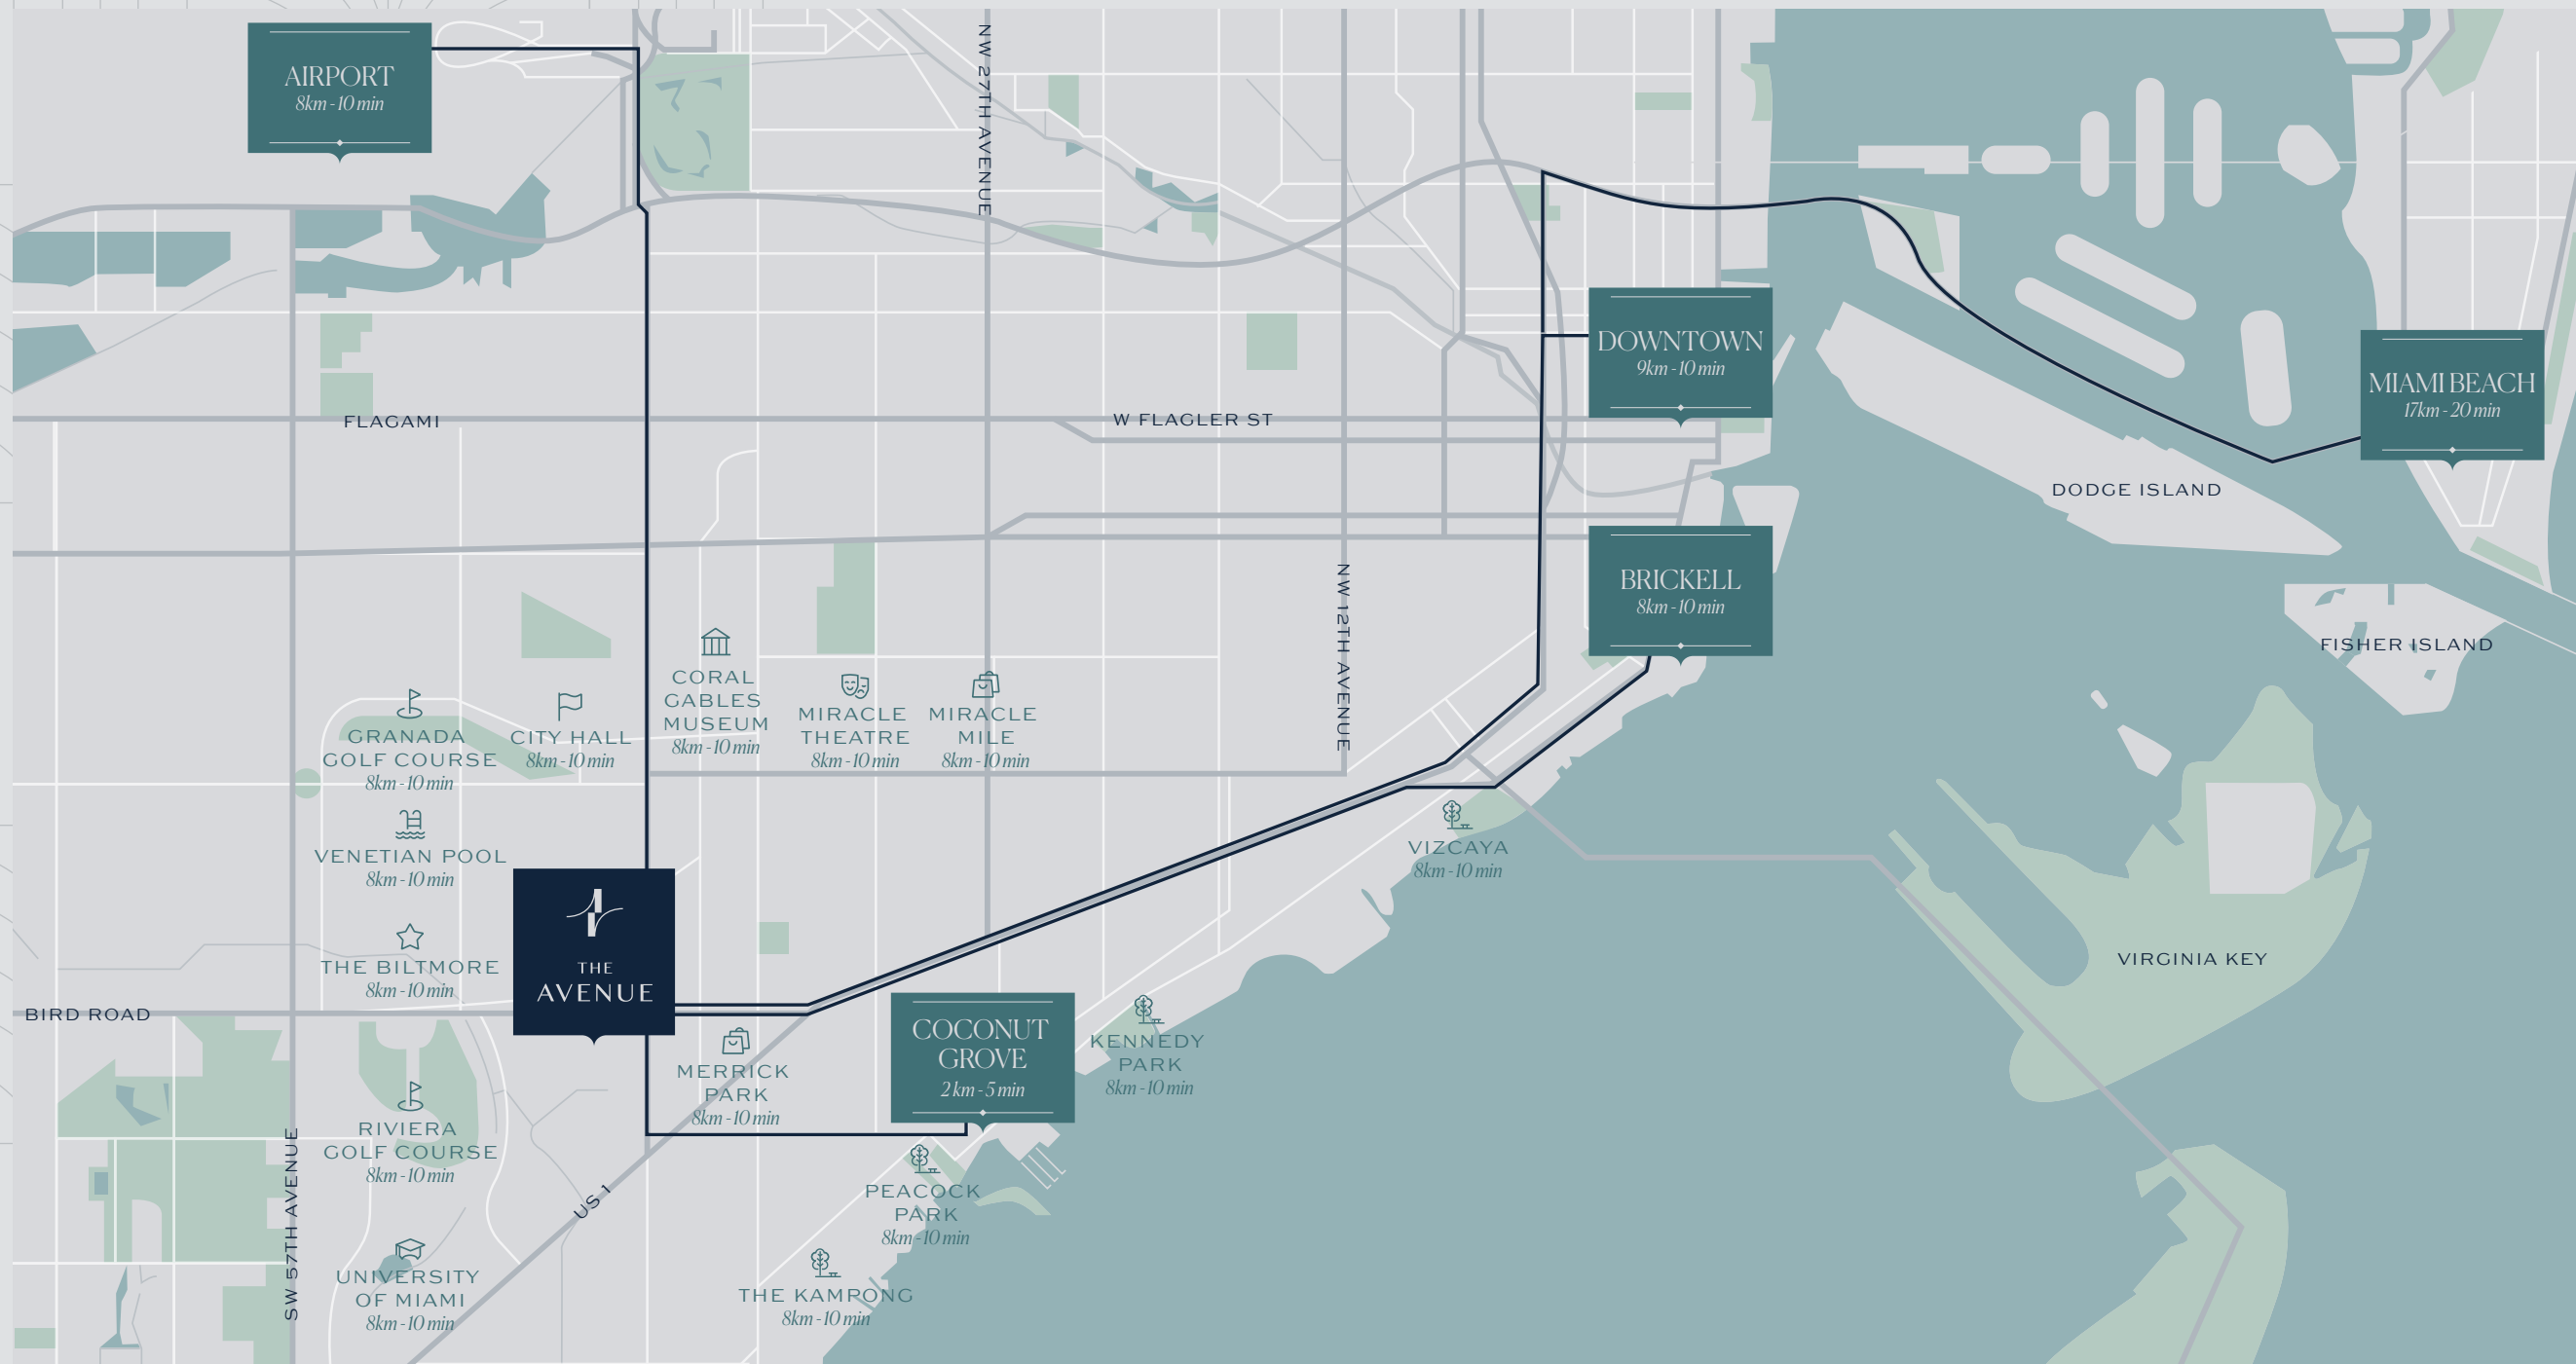 AIRPORT
8km - 10 min
NW 27TH AVENUE
DOWNTOWN
9km - 10 min
MIAMI BEACH
17km - 20 min
FLAGAMI
W FLAGLER ST
DODGE ISLAND
BRICKELL
8km - 10 min
NW 12TH AVENUE
FISHER ISLAND
CORAL
GABLES
MUSEUM
8km - 10 min
MIRACLE
THEATRE
8km - 10 min
MIRACLE
MILE
8km - 10 min
GRANADA
GOLF COURSE
8km - 10 min
CITY HALL
8km - 10 min
VENETIAN POOL
8km - 10 min
VIZCAYA
8km - 10 min
THE BILTMORE
8km - 10 min
THE
AVENUE
VIRGINIA KEY
BIRD ROAD
COCONUT
GROVE
2 km - 5 min
KENNEDY
PARK
8km - 10 min
MERRICK
PARK
8km - 10 min
RIVIERA
GOLF COURSE
8km - 10 min
SW 57TH AVENUE
US 1
PEACOCK
PARK
8km - 10 min
UNIVERSITY
OF MIAMI
8km - 10 min
THE KAMPONG
8km - 10 min